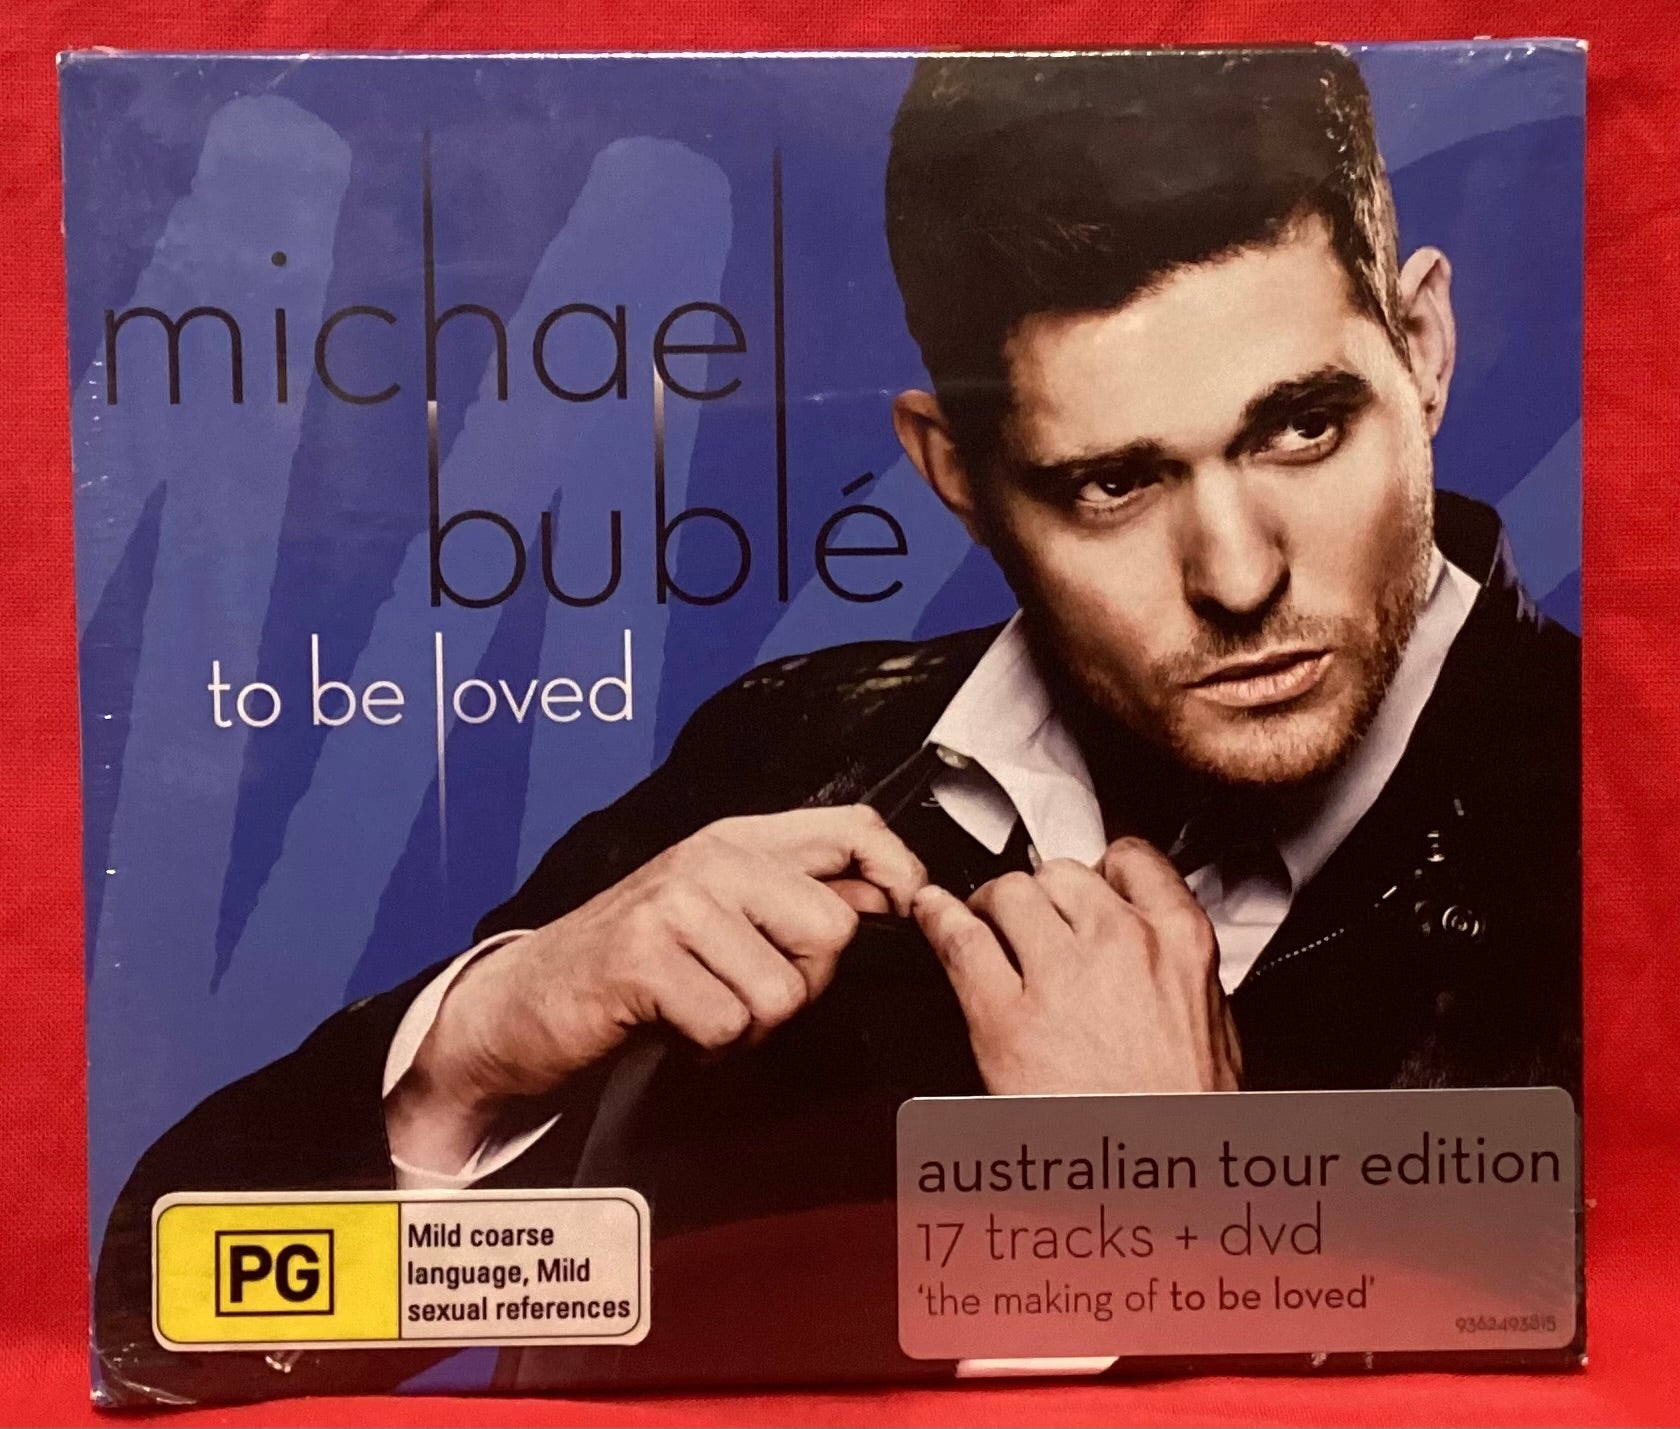 michael
bublé
to be loved
PG
Mild coarse
language, Mild
sexual references
australian tour edition
17 tracks + dvd
'the making of to be loved'
9362493815